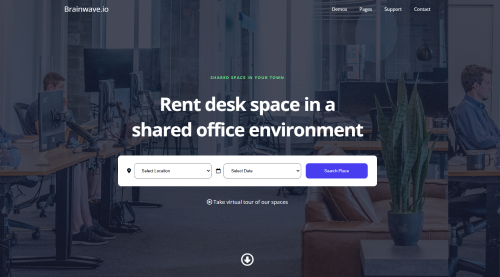 Brainwave.io
Demos Pages Support Contact
SHARED SPACE IN YOUR TOWN
Rent desk space in a
shared office environment
Select Location Select Date Search Place
Take virtual tour of our spaces